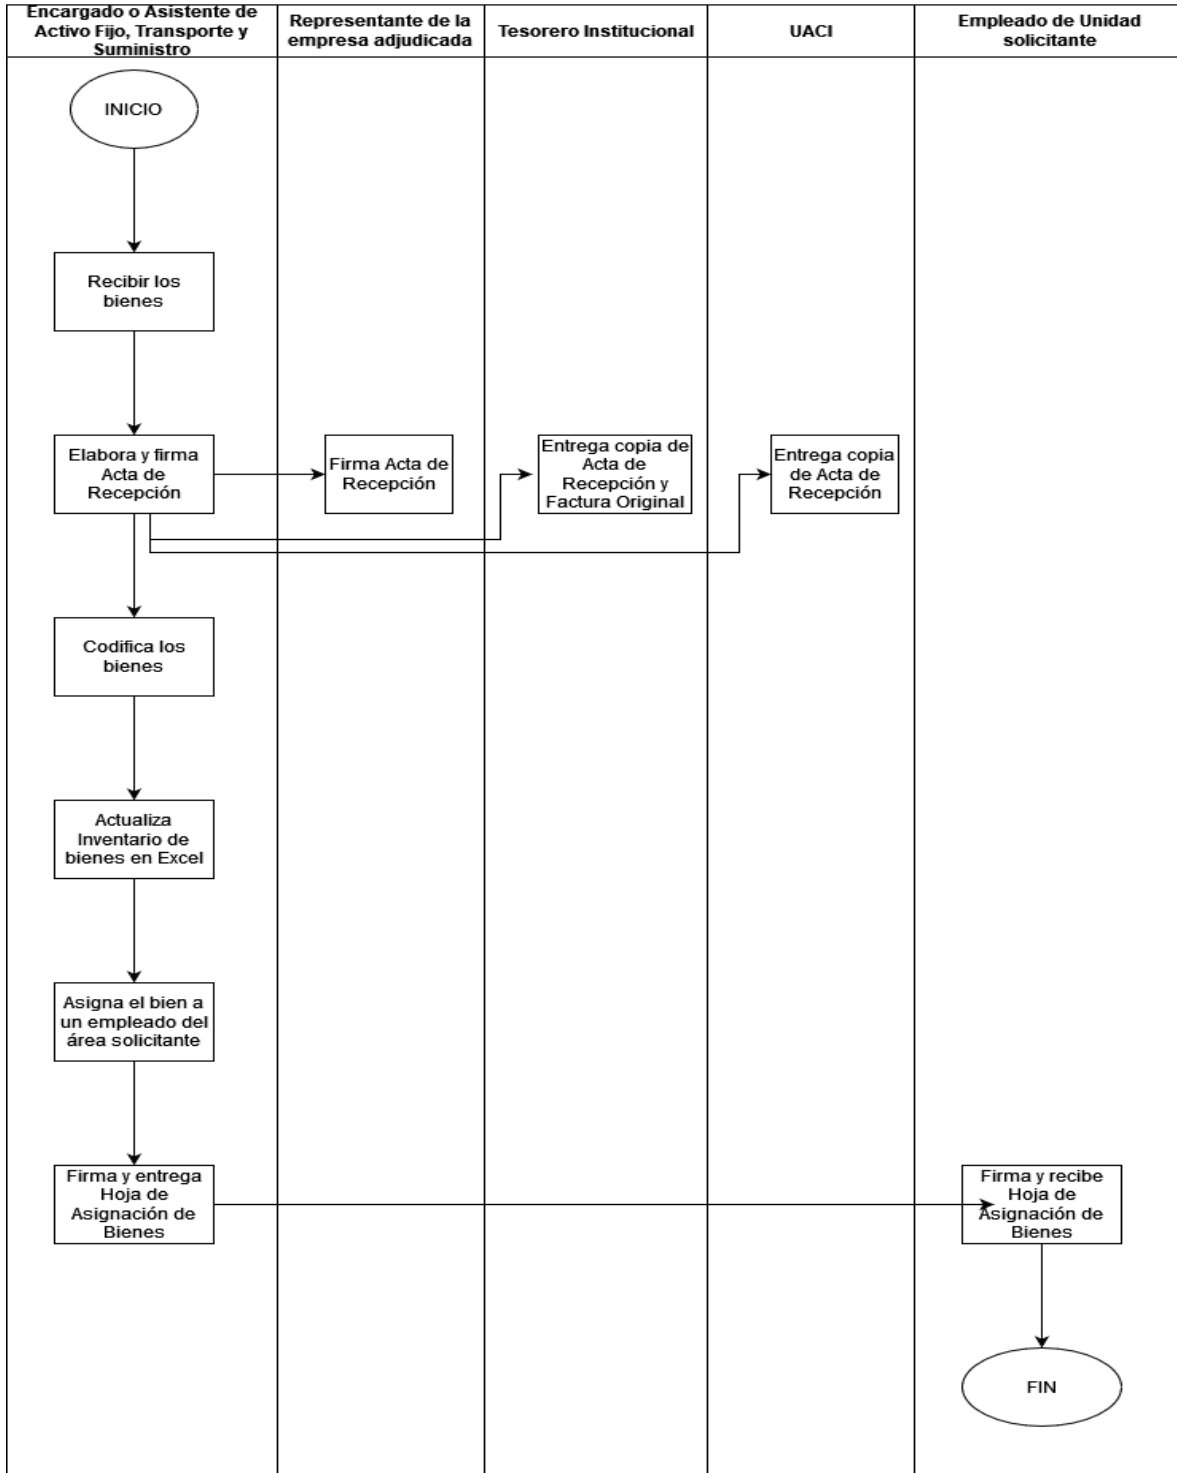 Encargado o Asistente de
Activo Fijo, Transporte y
Suministro
Representante de la
empresa adjudicada
Tesorero Institucional
UACI
Empleado de Unidad
solicitante
INICIO
Recibir los
bienes
Elabora y firma
Acta de
Recepción
Firma Acta de
Recepción
Entrega copia de
Acta de
Recepción y
Factura Original
Entrega copia
de Acta de
Recepción
Codifica los
bienes
Actualiza
Inventario de
bienes en Excel
Asigna el bien a
un empleado del
área solicitante
Firma y entrega
Hoja de
Asignación de
Bienes
Firma y recibe
Hoja de
Asignación de
Bienes
FIN